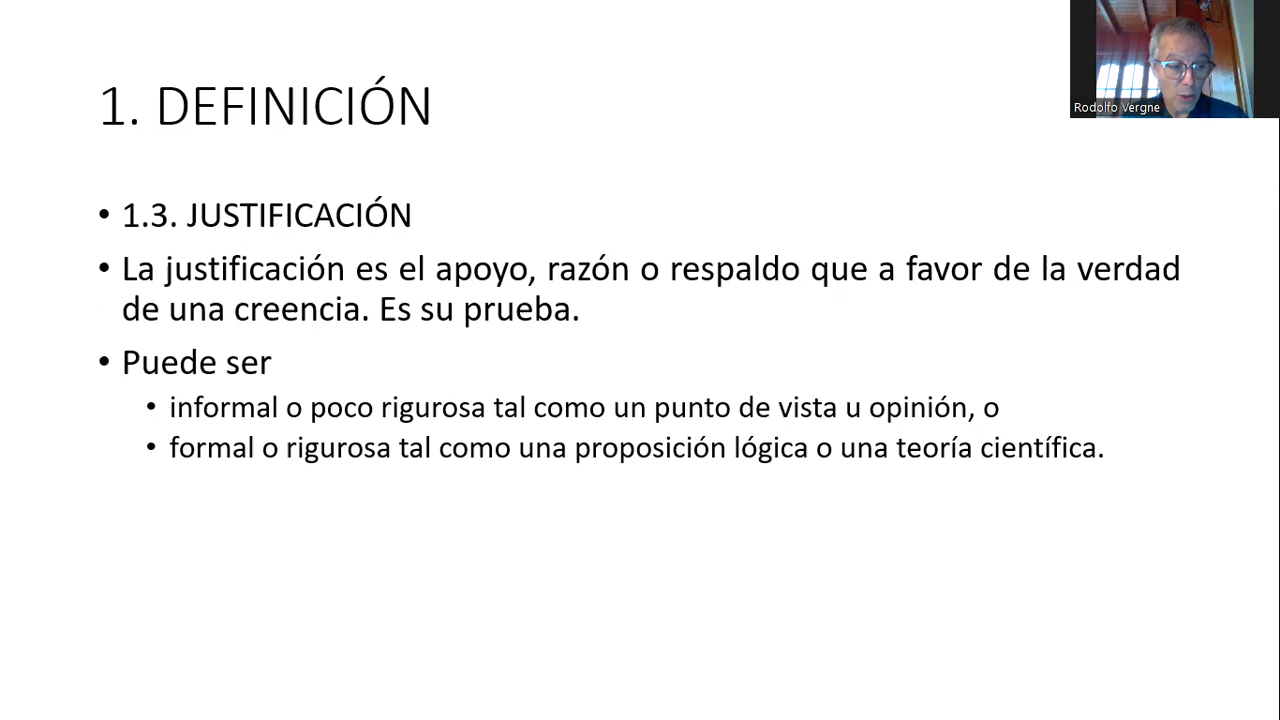 1. DEFINICIÓN
Rodolfo Vergne
• 1.3. JUSTIFICACIÓN
• La justificación es el apoyo, razón o respaldo que a favor de la verdad
de una creencia. Es su prueba.
• Puede ser
• informal o poco rigurosa tal como un punto de vista u opinión, o
• formal o rigurosa tal como una proposición lógica o una teoría científica.